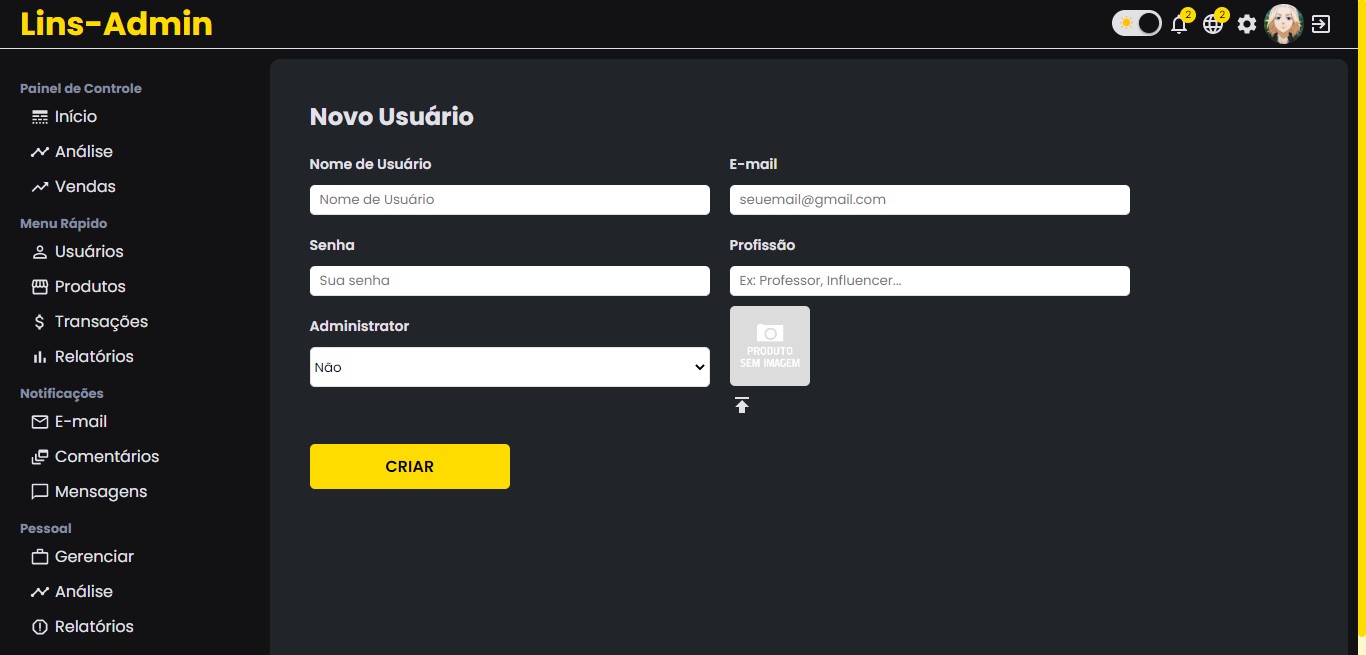 Lins-Admin
2
2
Painel de Controle
Início
Análise
Vendas
Menu Rápido
Usuários
Produtos
Transações
Relatórios
Notificações
E-mail
Comentários
Mensagens
Pessoal
Gerenciar
Análise
Relatórios
Novo Usuário
Nome de Usuário
Nome de Usuário
E-mail
seuemail@gmail.com
Senha
Sua senha
Profissão
Ex: Professor, Influencer...
Administrator
Não
PRODUTO
SEM IMAGEM
CRIAR